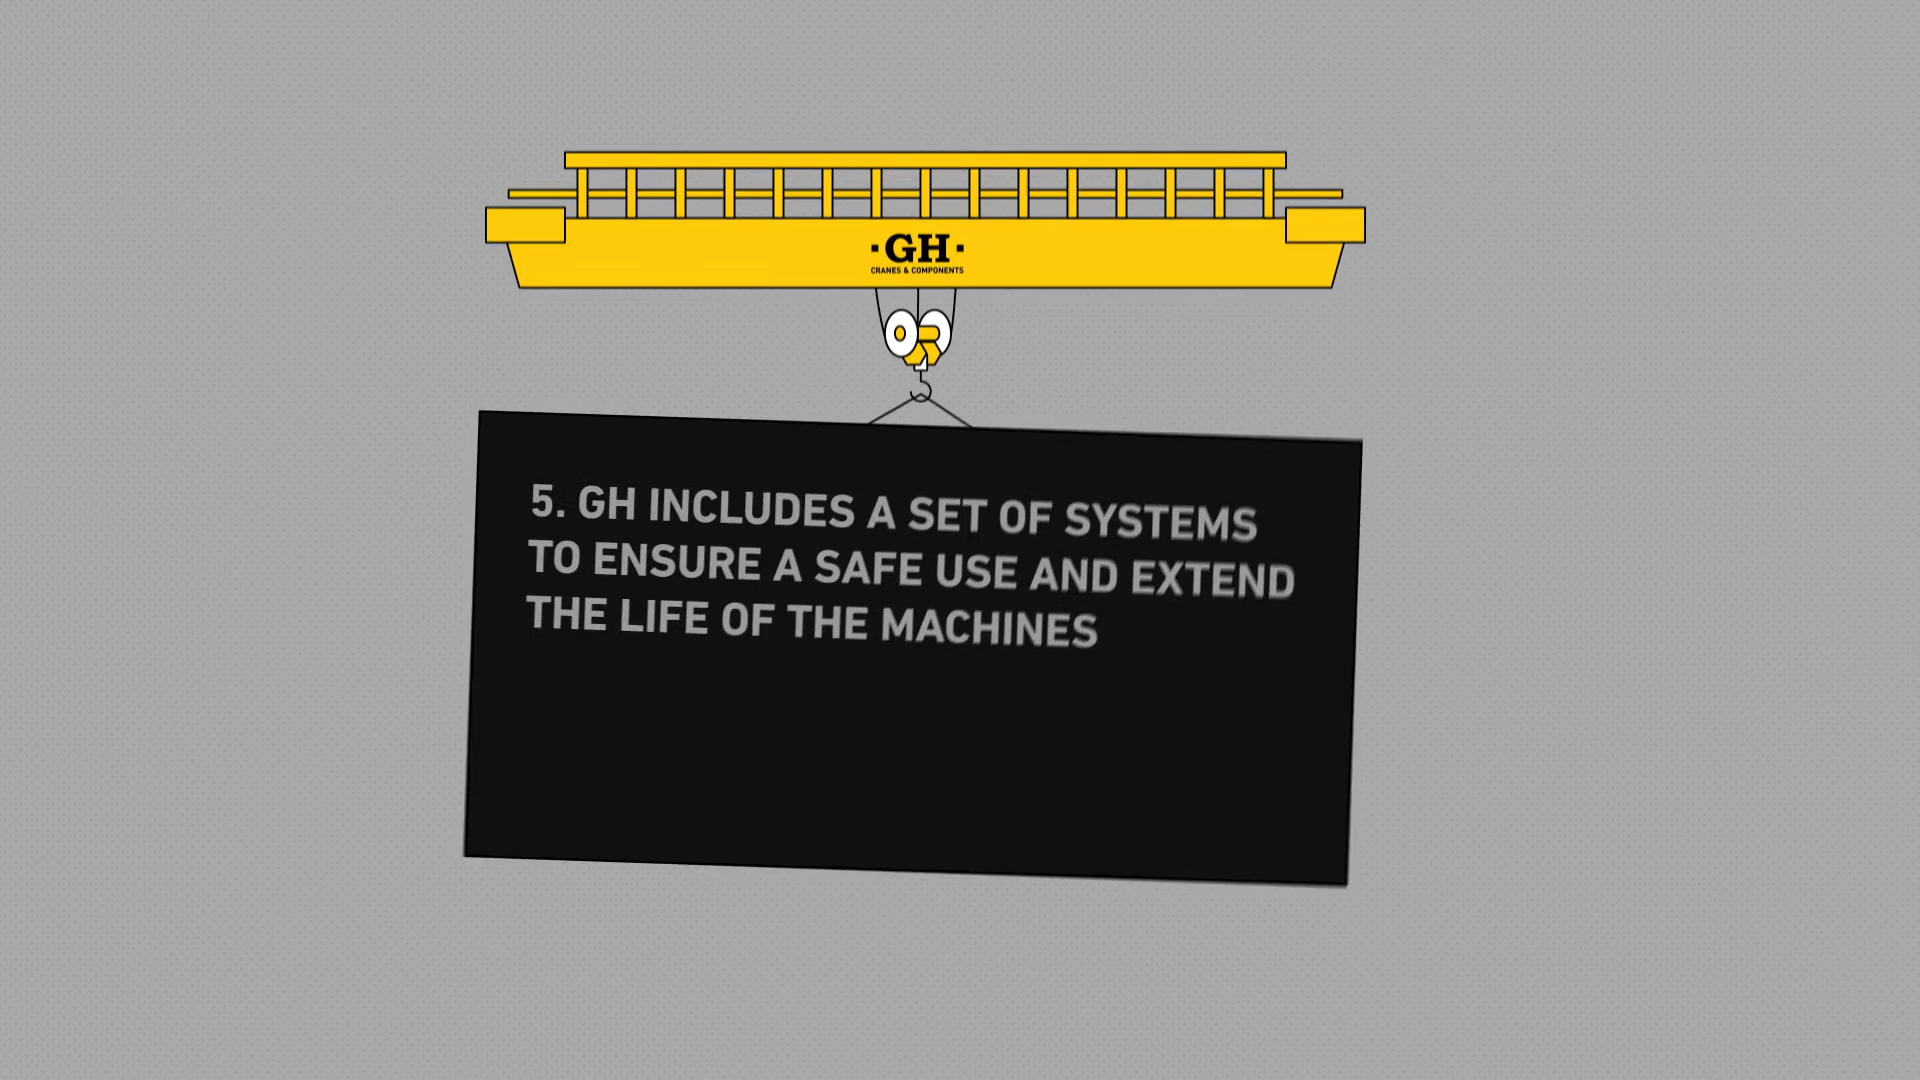 ·GH·
CRANES & COMPONENTS
5. GH INCLUDES A SET OF SYSTEMS
TO ENSURE A SAFE USE AND EXTEND
THE LIFE OF THE MACHINES